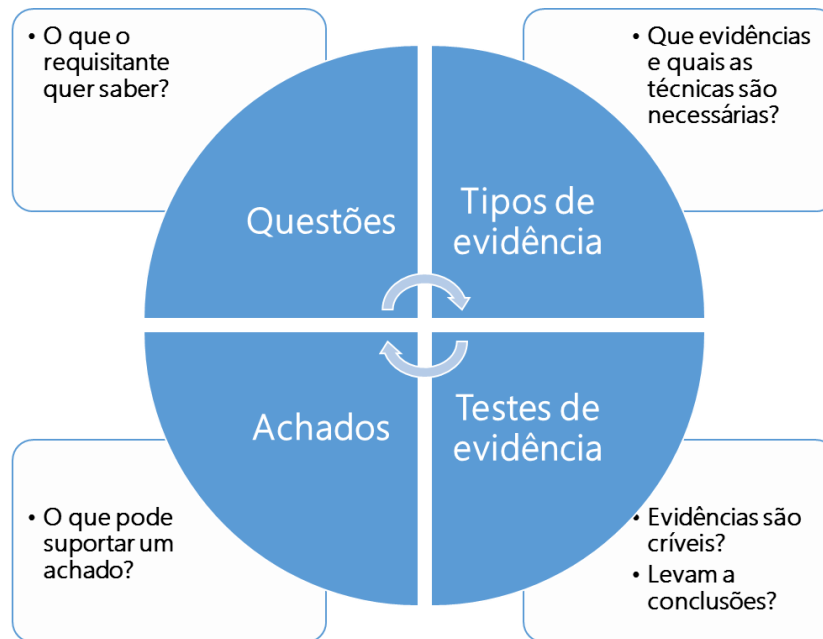 • O que o
requisitante
quer saber?
• Que evidências
e quais as
técnicas são
necessárias?
Questões
Tipos de
evidência
Achados
Testes de
evidência
• O que pode
suportar um
achado?
• Evidências são
críveis?
• Levam a
conclusões?